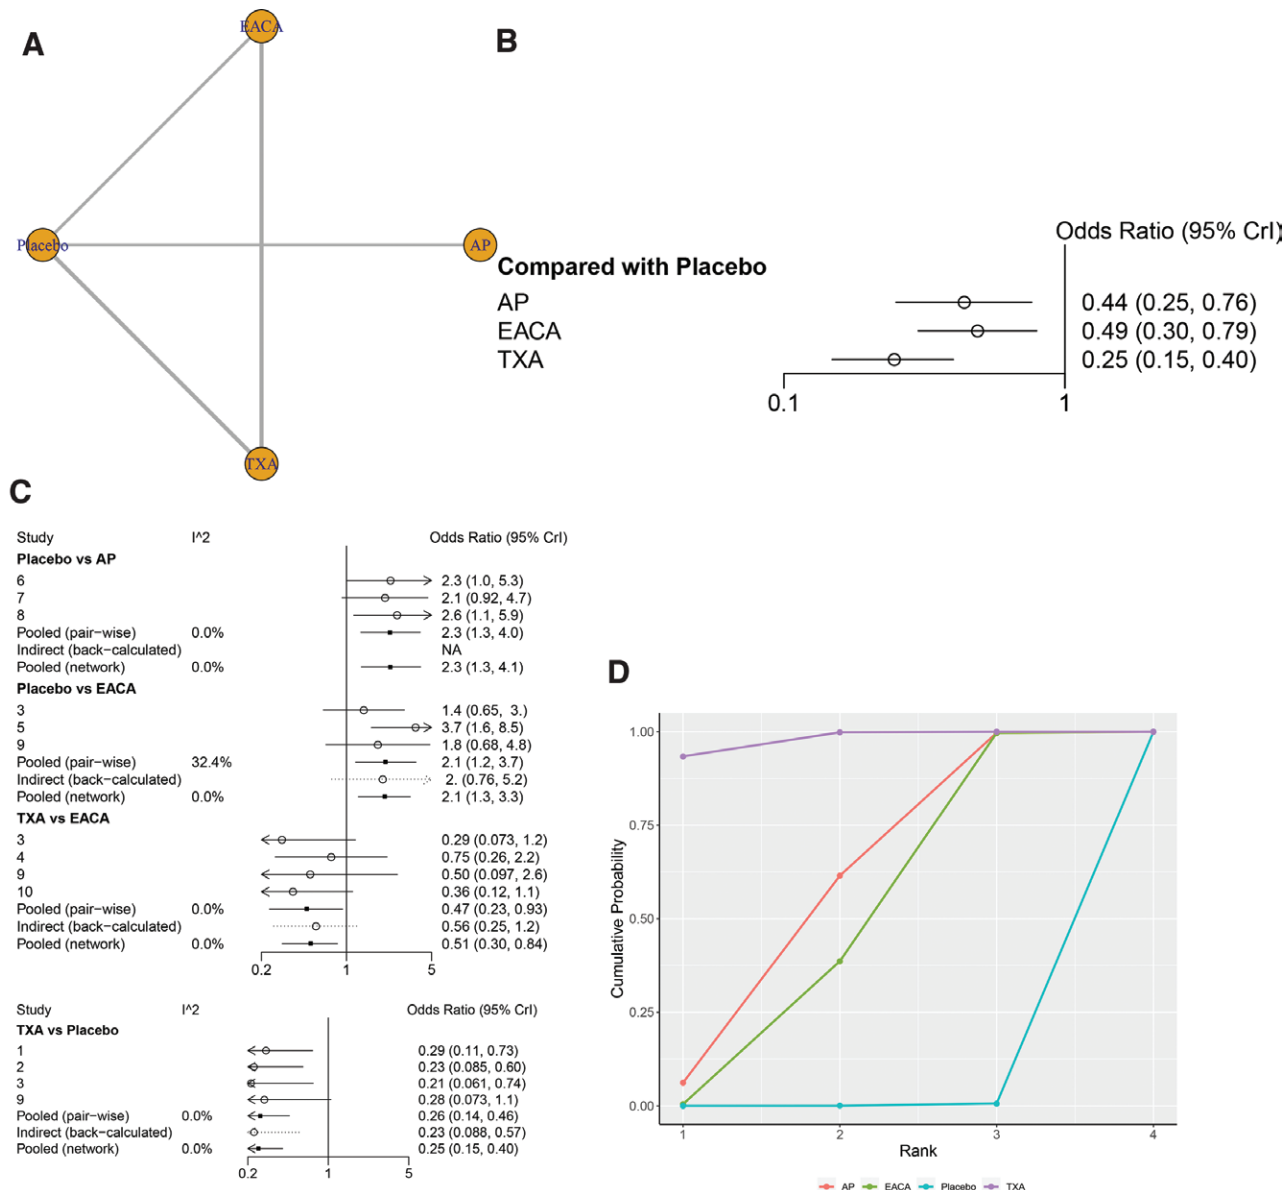 A
EACA
Placebo
AP
TXA
B
Odds Ratio (95% CrI)
Compared with Placebo
AP 0.44 (0.25, 0.76)
EACA 0.49 (0.30, 0.79)
TXA 0.25 (0.15, 0.40)
0.1 1
C
Study I^2 Odds Ratio (95% CrI)
Placebo vs AP
6 2.3 (1.0, 5.3)
7 2.1 (0.92, 4.7)
8 2.6 (1.1, 5.9)
Pooled (pair−wise) 0.0% 2.3 (1.3, 4.0)
Indirect (back−calculated) NA
Pooled (network) 0.0% 2.3 (1.3, 4.1)
Placebo vs EACA
3 1.4 (0.65, 3.)
5 3.7 (1.6, 8.5)
9 1.8 (0.68, 4.8)
Pooled (pair−wise) 32.4% 2.1 (1.2, 3.7)
Indirect (back−calculated) 2. (0.76, 5.2)
Pooled (network) 0.0% 2.1 (1.3, 3.3)
TXA vs EACA
3 0.29 (0.073, 1.2)
4 0.75 (0.26, 2.2)
9 0.50 (0.097, 2.6)
10 0.36 (0.12, 1.1)
Pooled (pair−wise) 0.0% 0.47 (0.23, 0.93)
Indirect (back−calculated) 0.56 (0.25, 1.2)
Pooled (network) 0.0% 0.51 (0.30, 0.84)
0.2 1 5
Study I^2 Odds Ratio (95% CrI)
TXA vs Placebo
1 0.29 (0.11, 0.73)
2 0.23 (0.085, 0.60)
3 0.21 (0.061, 0.74)
9 0.28 (0.073, 1.1)
Pooled (pair−wise) 0.0% 0.26 (0.14, 0.46)
Indirect (back−calculated) 0.23 (0.088, 0.57)
Pooled (network) 0.0% 0.25 (0.15, 0.40)
0.2 1 5
D
Cumulative Probability
1.00
0.75
0.50
0.25
0.00
1 2 3 4
Rank
AP EACA Placebo TXA